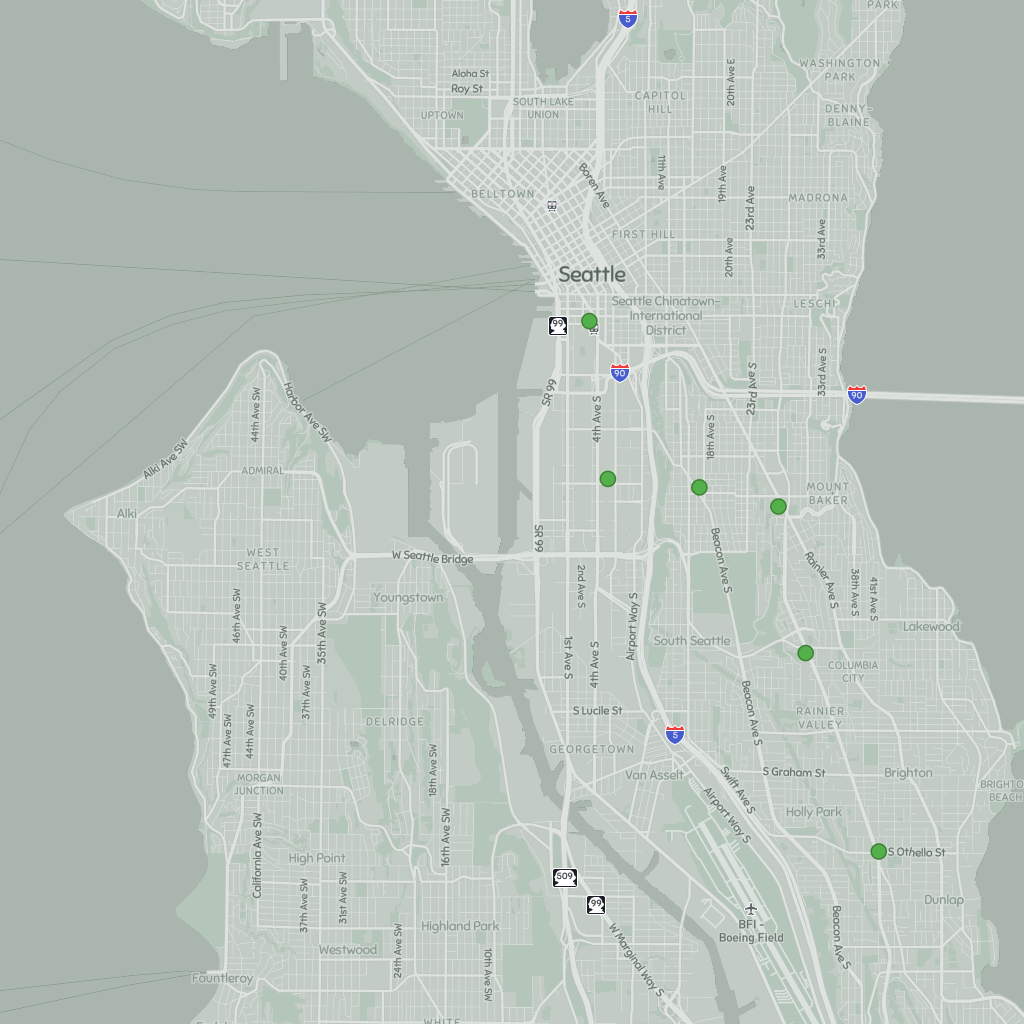 PARK
5
WASHINGTON
PARK
Aloha St
Roy St
20th Ave E
CAPITOL
HILL
SOUTH LAKE
UNION
UPTOWN
DENNY-
BLAINE
11th Ave
19th Ave
Boren Ave
BELLTOWN
23rd Ave
MADRONA
FIRST HILL
20th Ave
33rd Ave
Seattle
Seattle Chinatown-
International
District
LESCHI
99
90
33rd Ave S
23rd Ave S
90
SR 99
4th Ave S
18th Ave S
44th Ave SW
Harbor Ave SW
Alki Ave SW
ADMIRAL
MOUNT
BAKER
Alki
SR 99
WEST
SEATTLE
W Seattle Bridge
Beacon Ave S
Rainier Ave S
38th Ave S
41st Ave S
2nd Ave S
Airport Way S
Youngstown
46th Ave SW
35th Ave SW
40th Ave SW
1st Ave S
4th Ave S
South Seattle
Lakewood
COLUMBIA
CITY
49th Ave SW
37th Ave SW
Beacon Ave S
S Lucile St
RAINIER
VALLEY
DELRIDGE
47th Ave SW
44th Ave SW
5
GEORGETOWN
18th Ave SW
Van Asselt
Swift Ave S
S Graham St
Brighton
MORGAN
JUNCTION
BRIGHTO
BEACH
Airport Way S
Holly Park
16th Ave SW
California Ave SW
High Point
S Othello St
509
37th Ave SW
31st Ave SW
99
Dunlap
BFI -
Boeing Field
Highland Park
Beacon Ave S
Westwood
24th Ave SW
10th Ave SW
W Marginal Way S
Fauntleroy
WHITE